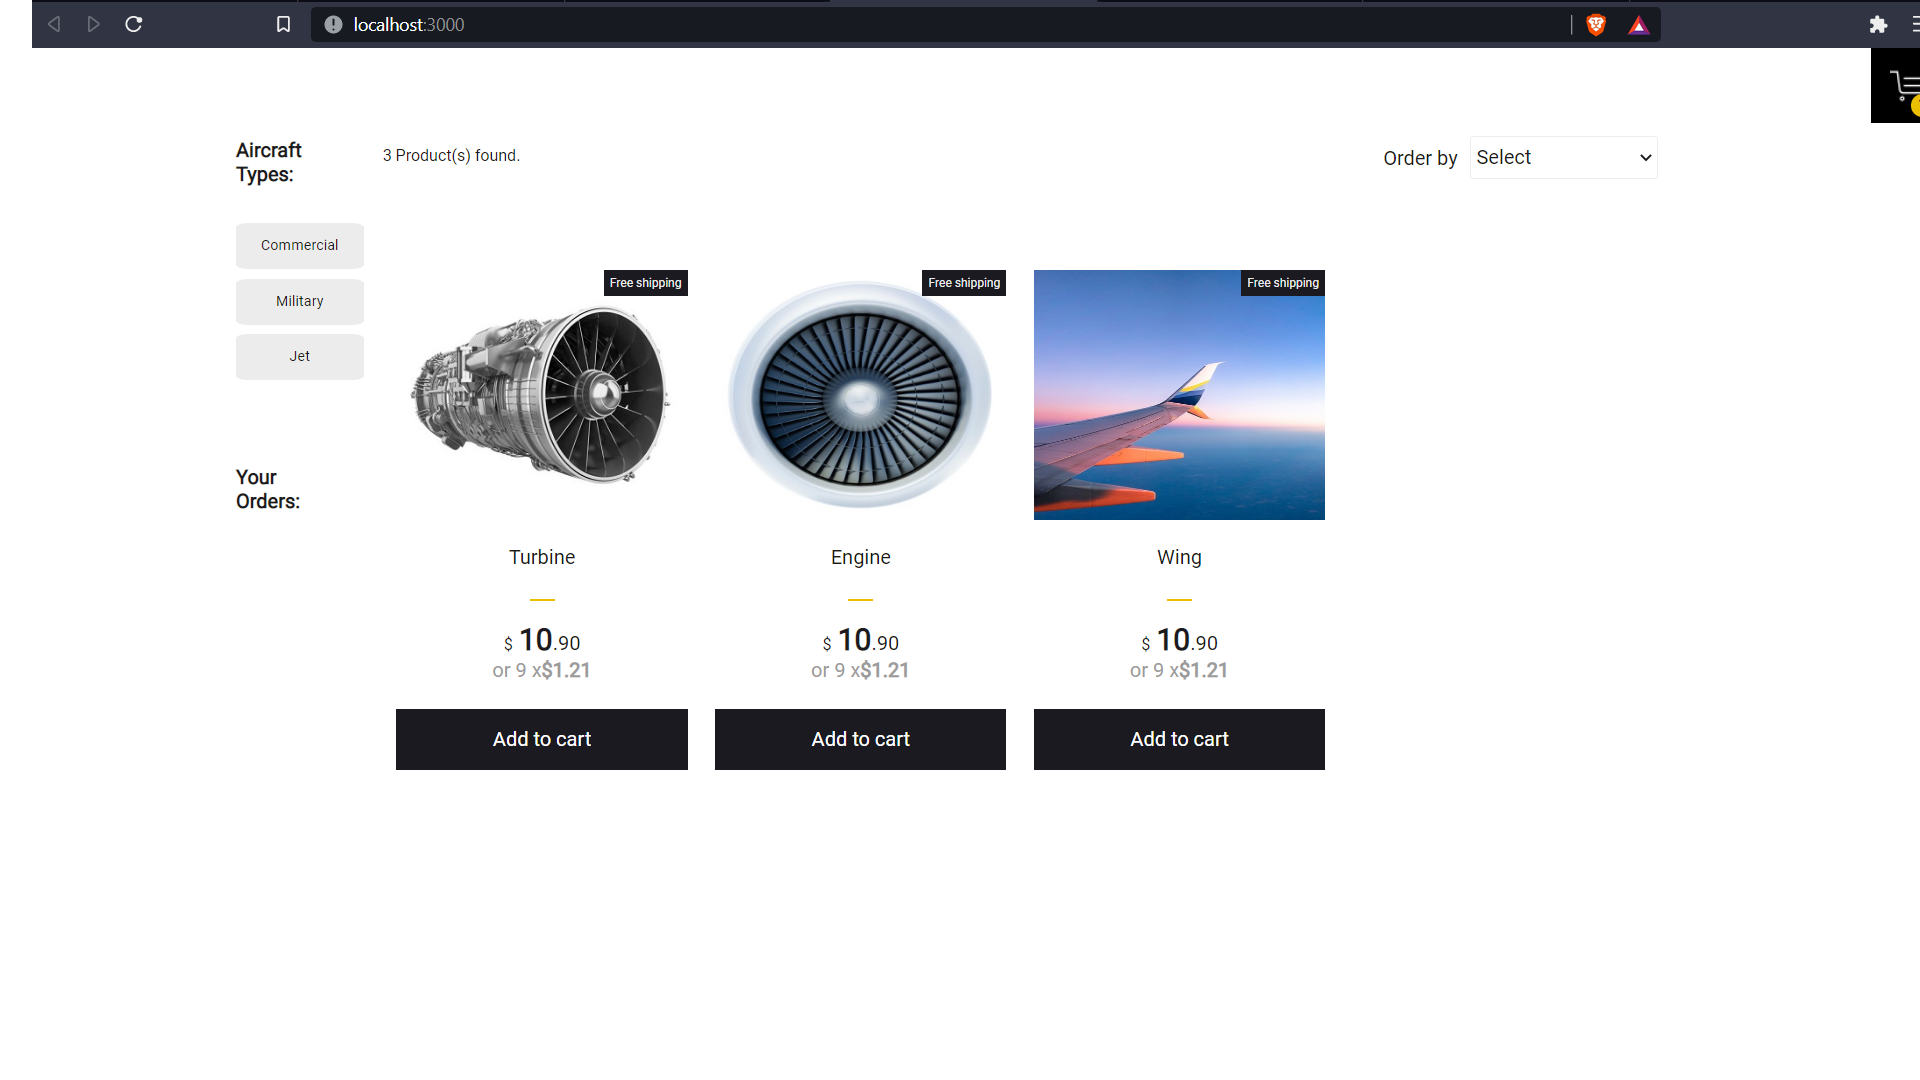 localhost:3000
Aircraft
Types:
3 Product(s) found.
Order by
Select
Commercial
Military
Jet
Your
Orders:
Free shipping
Free shipping
Free shipping
Turbine
Engine
Wing
$ 10.90
or 9 x$1.21
$ 10.90
or 9 x$1.21
$ 10.90
or 9 x$1.21
Add to cart
Add to cart
Add to cart